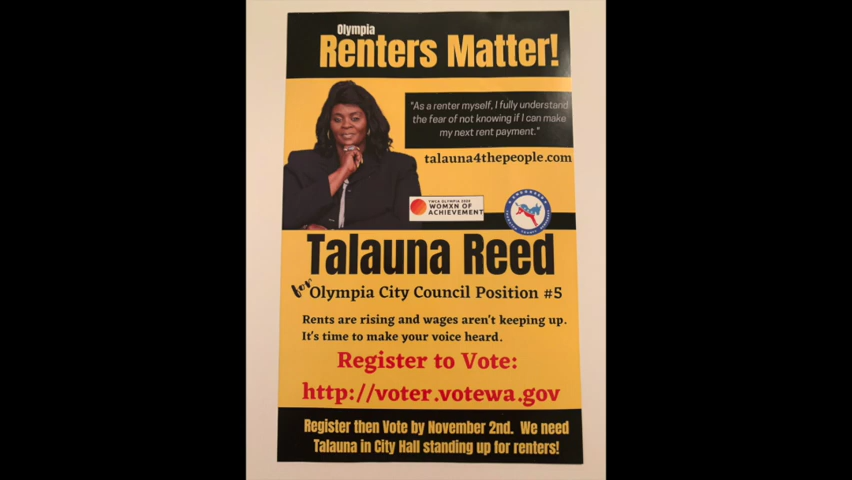 Olympia
Renters Matter!
"As a renter myself, I fully understand
the fear of not knowing if I can make
my next rent payment."
talauna4thepeople.com
YWCA OLYMPIA 2020
WOMXN OF
ACHIEVEMENT
Talauna Reed
for Olympia City Council Position #5
Rents are rising and wages aren't keeping up.
It's time to make your voice heard.
Register to Vote:
http://voter.votewa.gov
Register then Vote by November 2nd. We need
Talauna in City Hall standing up for renters!